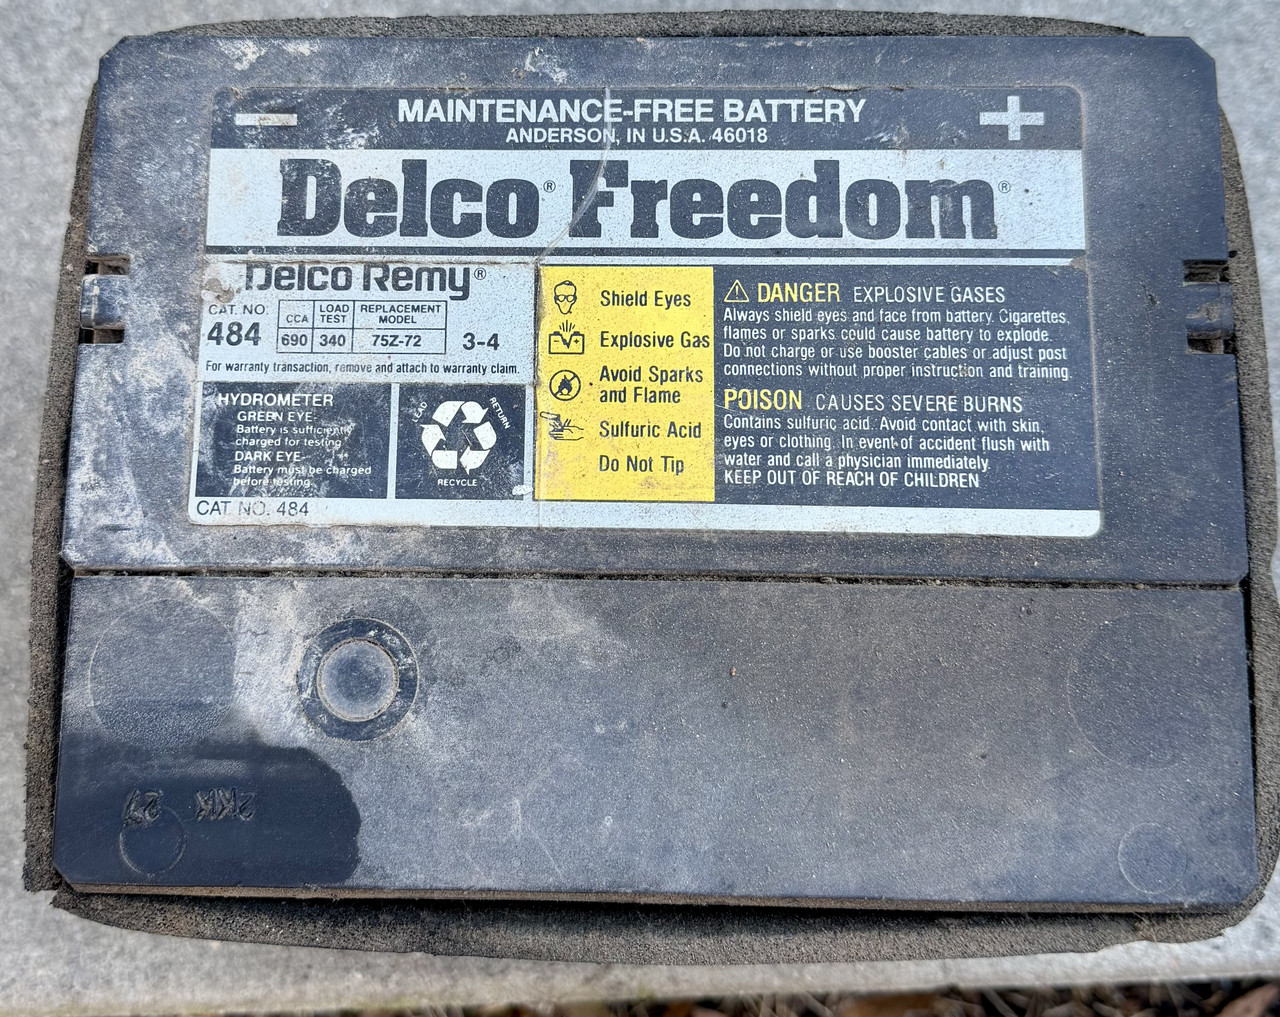 MAINTENANCE-FREE BATTERY
ANDERSON, IN U.S.A. 46018
Delco® Freedom®
Delco Remy®
CAT. NO:
484
CCA
LOAD TEST
REPLACEMENT MODEL
690
340
75Z-72
3-4
For warranty transaction, remove and attach to warranty claim.
HYDROMETER
GREEN EYE-
Battery is sufficiently
charged for testing
DARK EYE-
Battery must be charged
before testing.
LEAD
RETURN
RECYCLE
CAT. NO. 484
Shield Eyes
Explosive Gas
Avoid Sparks
and Flame
Sulfuric Acid
Do Not Tip
DANGER EXPLOSIVE GASES
Always shield eyes and face from battery. Cigarettes,
flames or sparks could cause battery to explode.
Do not charge or use booster cables or adjust post
connections without proper instruction and training.
POISON CAUSES SEVERE BURNS
Contains sulfuric acid. Avoid contact with skin,
eyes or clothing. In event of accident flush with
water and call a physician immediately.
KEEP OUT OF REACH OF CHILDREN